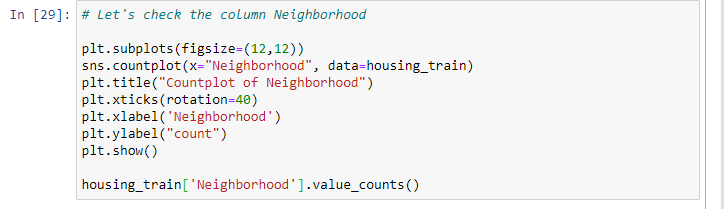 In [29]: # Let's check the column Neighborhood
plt.subplots(figsize=(12,12))
sns.countplot(x="Neighborhood", data=housing_train)
plt.title("Countplot of Neighborhood")
plt.xticks(rotation=40)
plt.xlabel('Neighborhood')
plt.ylabel("count")
plt.show()
housing_train['Neighborhood'].value_counts()